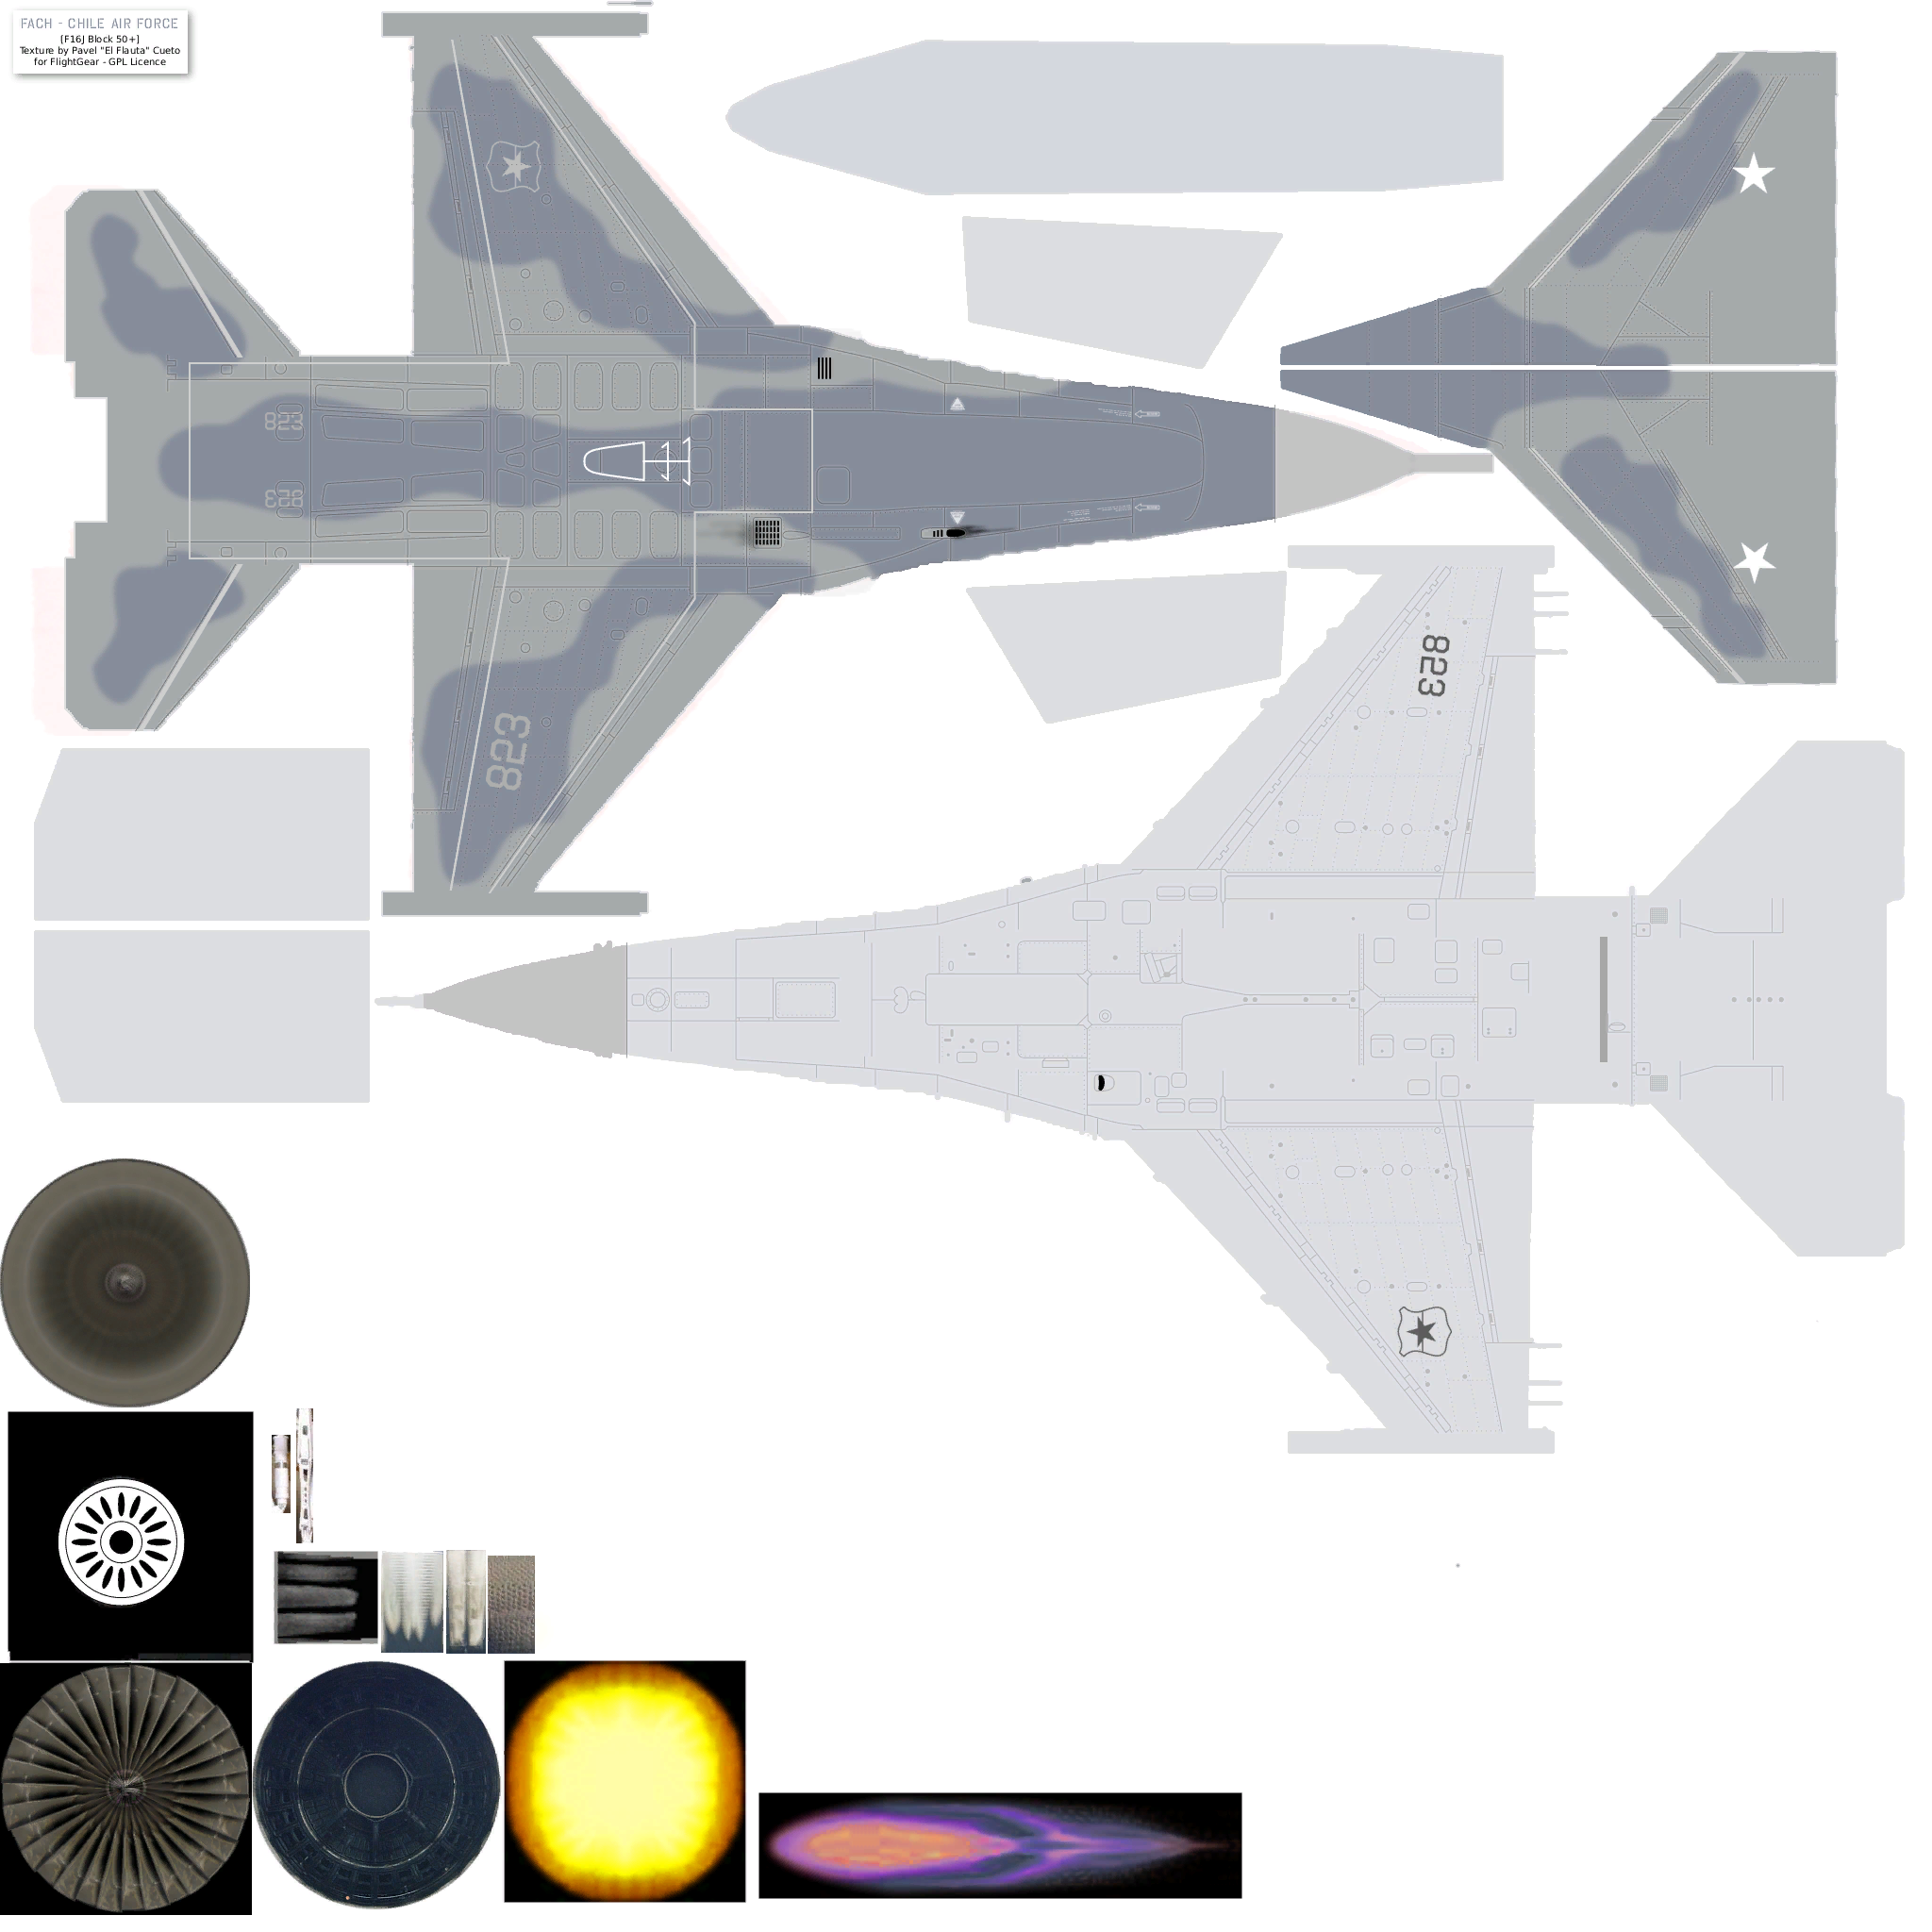 FACH - CHILE AIR FORCE
[F16J Block 50+]
Texture by Pavel "El Flauta" Cueto
for FlightGear - GPL Licence
823
823
823
823